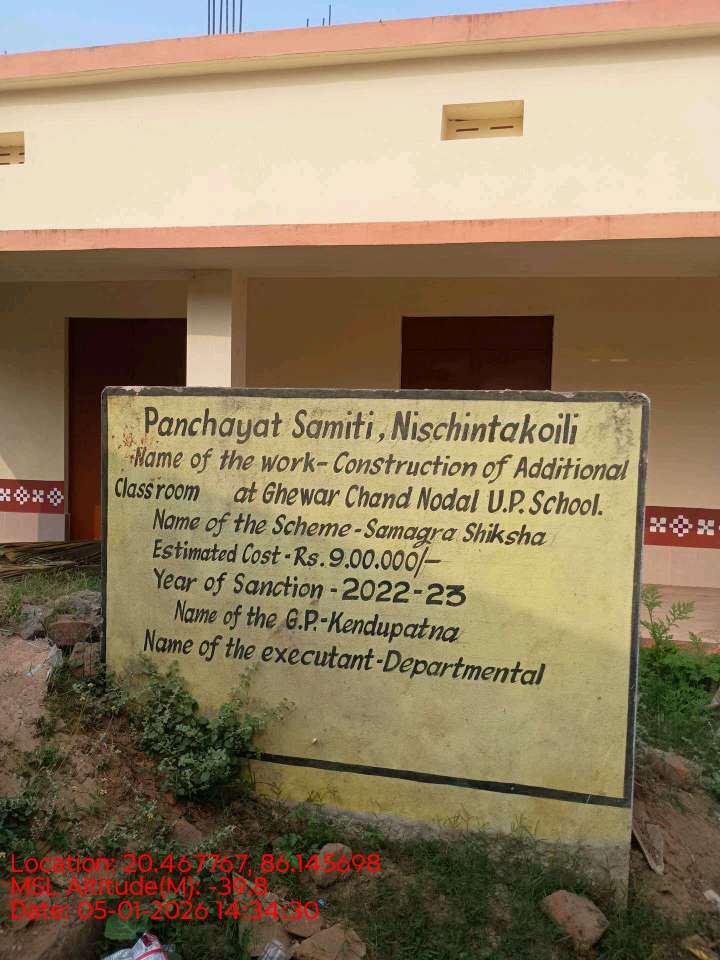 Panchayat Samiti, Nischintakoili
Name of the work - Construction of Additional
Classroom at Ghewar Chand Nodal U.P. School.
Name of the Scheme - Samagra Shiksha
Estimated Cost - Rs. 9.00.000/-
Year of Sanction - 2022-23
Name of the G.P. - Kendupatna
Name of the executant - Departmental
Location: 20.467767, 86.145698
MSL Altitude(M): -39.8
Date: 05-01-2026 14:34:30